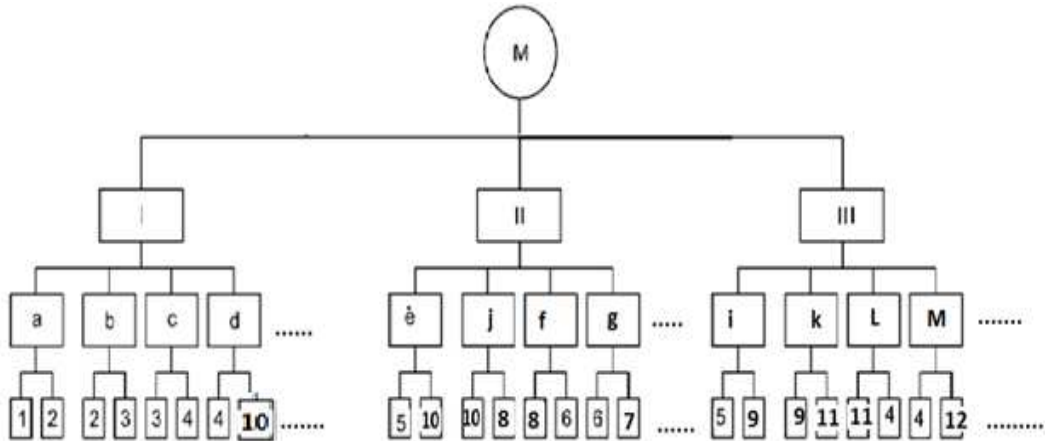 M
I II III
a b c d ...... è j f g ..... i k L M .......
1 2 2 3 3 4 4 10 ....... 5 10 10 8 8 6 6 7 ...... 5 9 9 11 11 4 4 12 .........